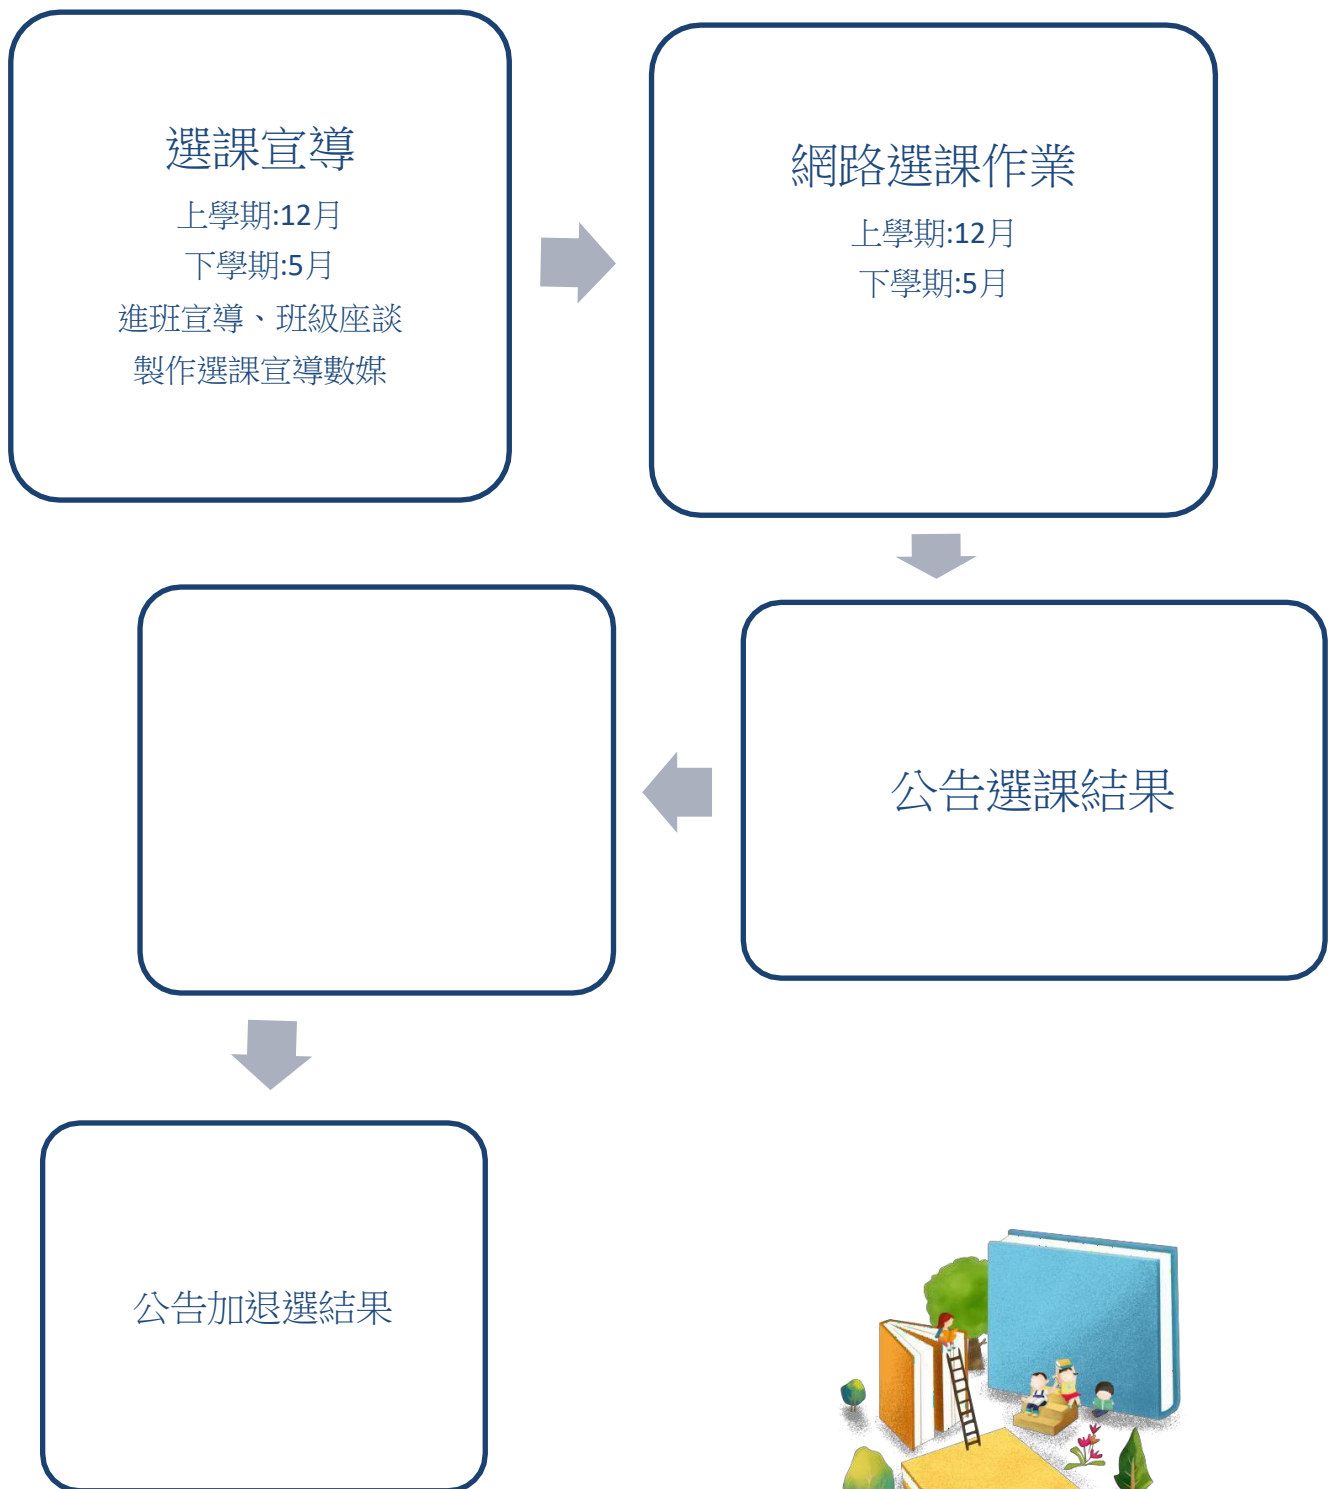 選課宣導
上學期:12月
下學期:5月
進班宣導、班級座談
製作選課宣導數媒
網路選課作業
上學期:12月
下學期:5月
公告選課結果
公告加退選結果